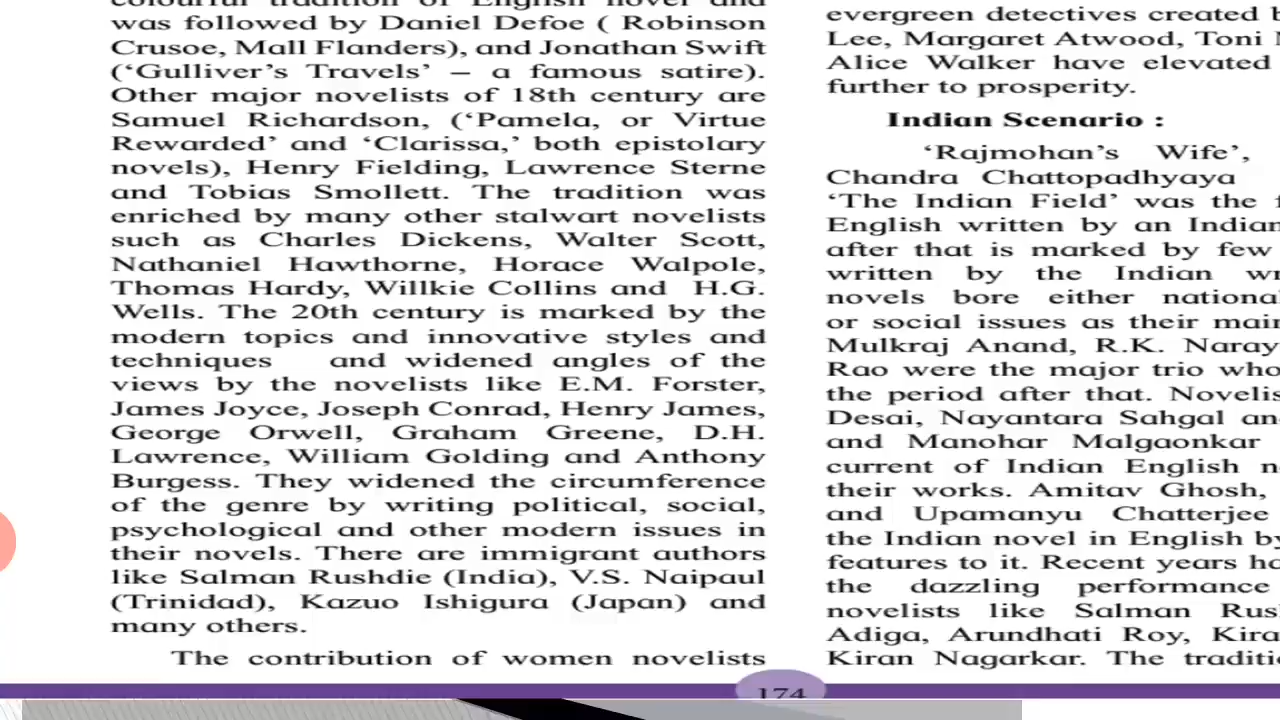 colourful tradition of English novel and
was followed by Daniel Defoe ( Robinson
Crusoe, Mall Flanders), and Jonathan Swift
(‘Gulliver’s Travels’ – a famous satire).
Other major novelists of 18th century are
Samuel Richardson, (‘Pamela, or Virtue
Rewarded’ and ‘Clarissa,’ both epistolary
novels), Henry Fielding, Lawrence Sterne
and Tobias Smollett. The tradition was
enriched by many other stalwart novelists
such as Charles Dickens, Walter Scott,
Nathaniel Hawthorne, Horace Walpole,
Thomas Hardy, Willkie Collins and H.G.
Wells. The 20th century is marked by the
modern topics and innovative styles and
techniques and widened angles of the
views by the novelists like E.M. Forster,
James Joyce, Joseph Conrad, Henry James,
George Orwell, Graham Greene, D.H.
Lawrence, William Golding and Anthony
Burgess. They widened the circumference
of the genre by writing political, social,
psychological and other modern issues in
their novels. There are immigrant authors
like Salman Rushdie (India), V.S. Naipaul
(Trinidad), Kazuo Ishigura (Japan) and
many others.
The contribution of women novelists
evergreen detectives created
Lee, Margaret Atwood, Toni
Alice Walker have elevated
further to prosperity.
Indian Scenario :
‘Rajmohan’s Wife’,
Chandra Chattopadhyaya
‘The Indian Field’ was the
English written by an Indian
after that is marked by few
written by the Indian
novels bore either national
or social issues as their
Mulkraj Anand, R.K.
Rao were the major trio who
the period after that.
Desai, Nayantara Sahgal
and Manohar Malgaonkar
current of Indian English
their works. Amitav Ghosh,
and Upamanyu Chatterjee
the Indian novel in English
features to it. Recent years
the dazzling performance
novelists like Salman
Adiga, Arundhati Roy,
Kiran Nagarkar. The
174